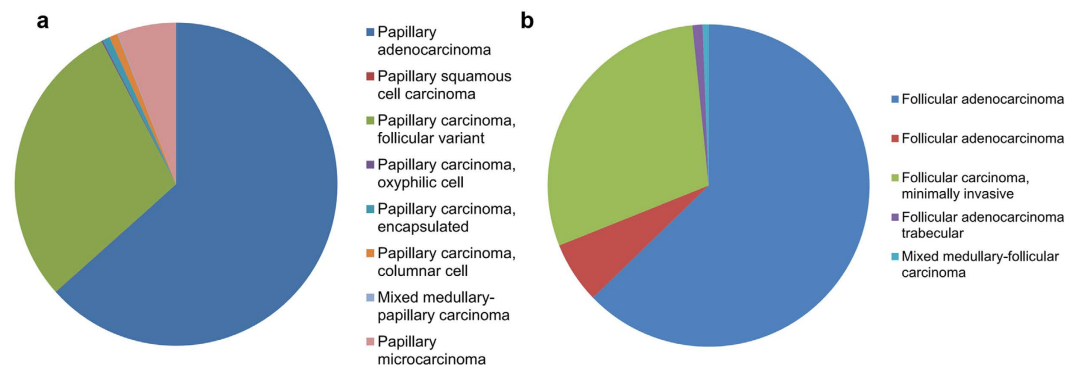 a
Papillary
adenocarcinoma
Papillary squamous
cell carcinoma
Papillary carcinoma,
follicular variant
Papillary carcinoma,
oxyphilic cell
Papillary carcinoma,
encapsulated
Papillary carcinoma,
columnar cell
Mixed medullary-
papillary carcinoma
Papillary
microcarcinoma
b
Follicular adenocarcinoma
Follicular adenocarcinoma
Follicular carcinoma,
minimally invasive
Follicular adenocarcinoma
trabecular
Mixed medullary-follicular
carcinoma